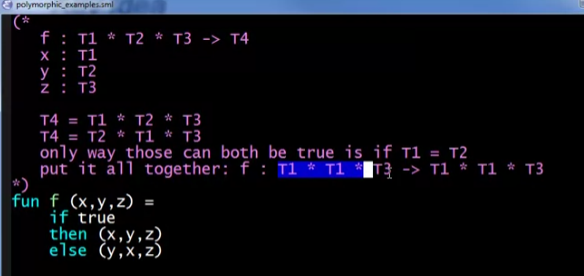 polymorphic_examples.sml
(*
f : T1 * T2 * T3 -> T4
x : T1
y : T2
z : T3
T4 = T1 * T2 * T3
T4 = T2 * T1 * T3
only way those can both be true is if T1 = T2
put it all together: f : T1 * T1 * T3 -> T1 * T1 * T3
*)
fun f (x,y,z) =
if true
then (x,y,z)
else (y,x,z)